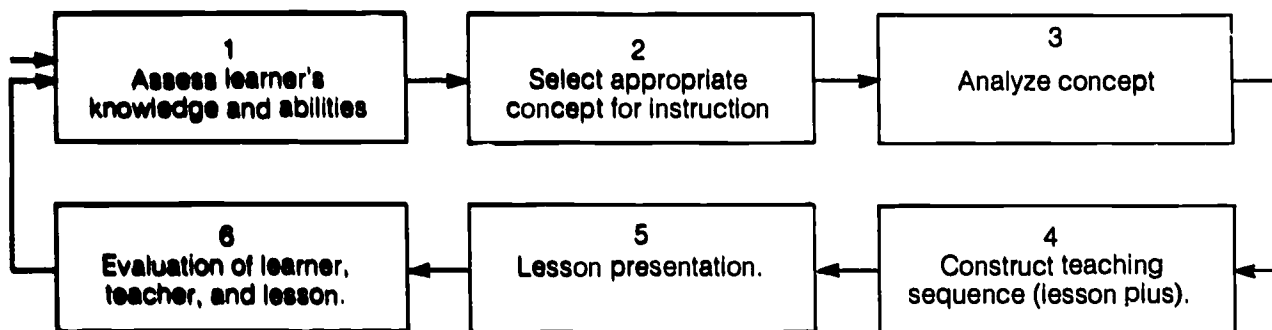 1
Assess learner's
knowledge and abilities
2
Select appropriate
concept for instruction
3
Analyze concept
4
Construct teaching
sequence (lesson plus).
5
Lesson presentation.
6
Evaluation of learner,
teacher, and lesson.